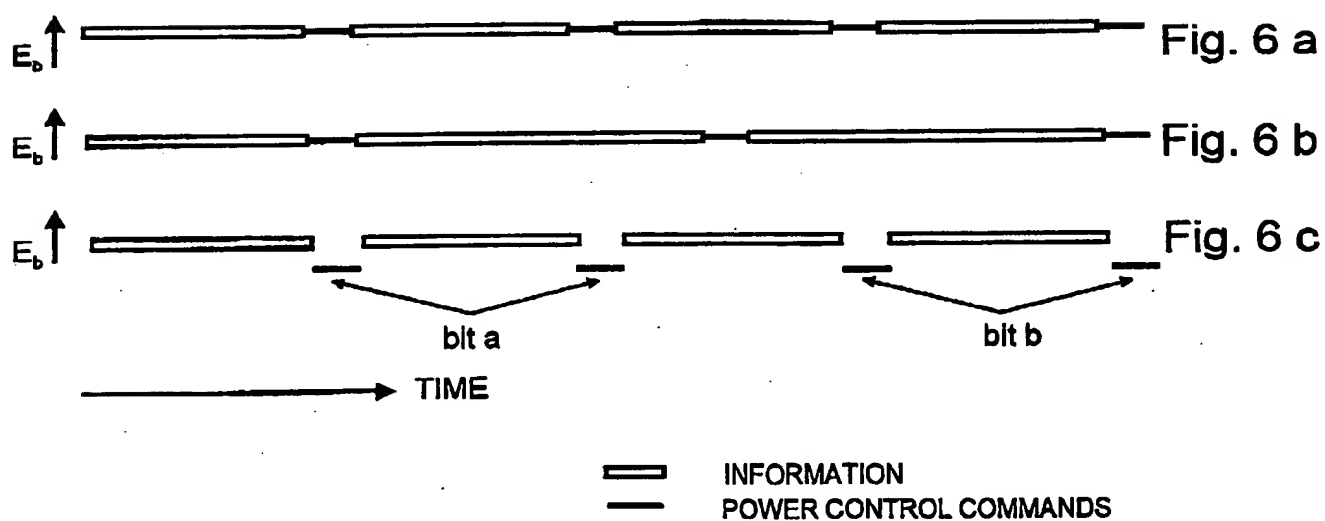 E_b Fig. 6 a
E_b Fig. 6 b
E_b Fig. 6 c
bit a bit b
TIME
INFORMATION
POWER CONTROL COMMANDS